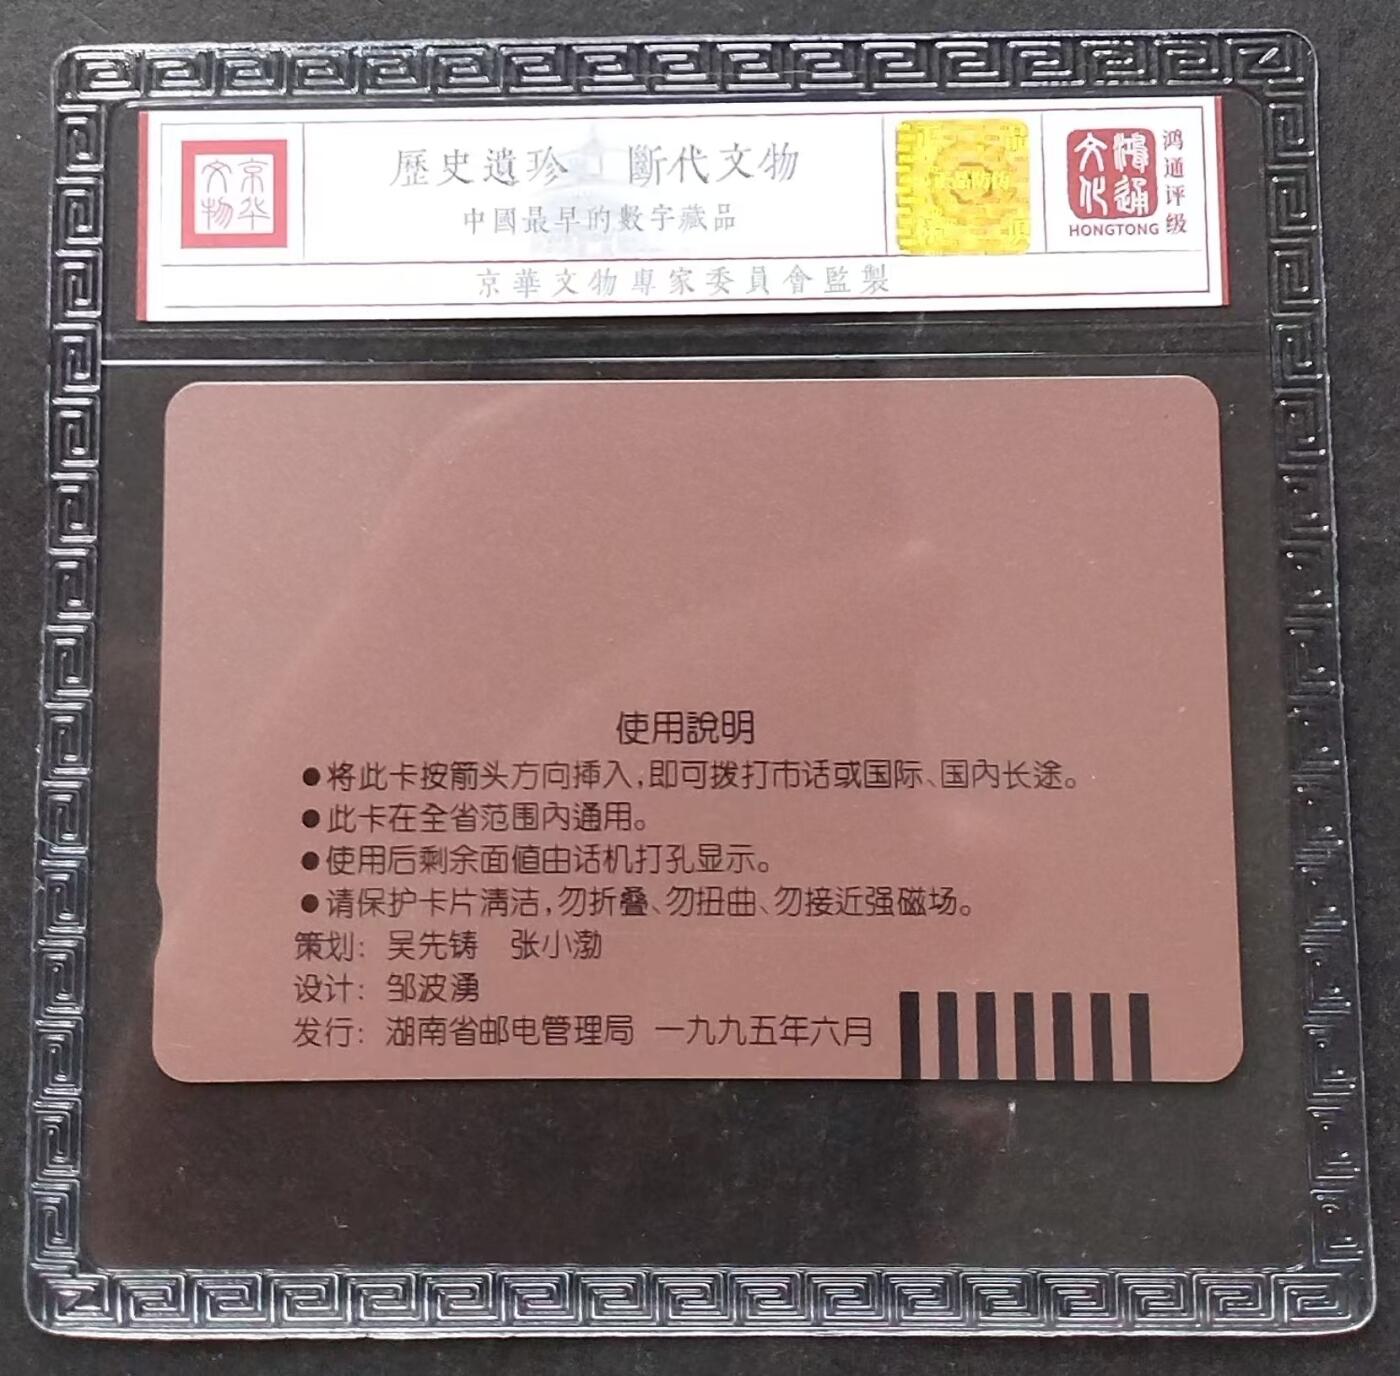 京华文物
歷史遺珍 斷代文物
中國最早的數字藏品
京華文物專家委員會監製
正品防伪
鴻通文化
HONGTONG
鸿通评级
使用說明
●将此卡按箭头方向插入,即可拨打市话或国际、国内长途。
●此卡在全省范围内通用。
●使用后剩余面值由话机打孔显示。
●请保护卡片清洁,勿折叠、勿扭曲、勿接近强磁场。
策划: 吴先铸 张小渤
设计: 邹波湧
发行: 湖南省邮电管理局 一九九五年六月